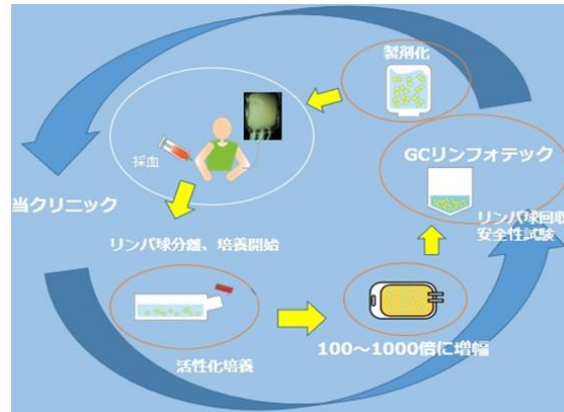 製剤化
採血
GCリンフォテック
当クリニック
リンパ球回収
安全性試験
リンパ球分離、培養開始
活性化培養
100～1000倍に増幅